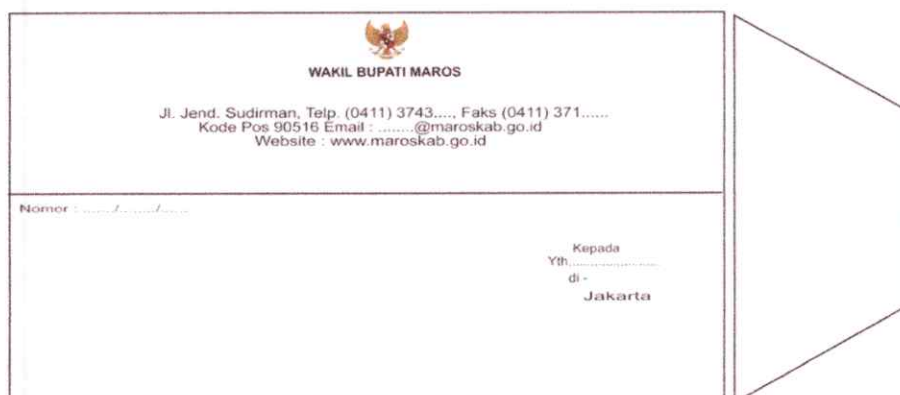 WAKIL BUPATI MAROS
Jl. Jend. Sudirman, Telp. (0411) 3743...., Faks (0411) 371......
Kode Pos 90516 Email : ........@maroskab.go.id
Website : www.maroskab.go.id
Nomor : ......./........./......
Kepada
Yth......................
di -
Jakarta